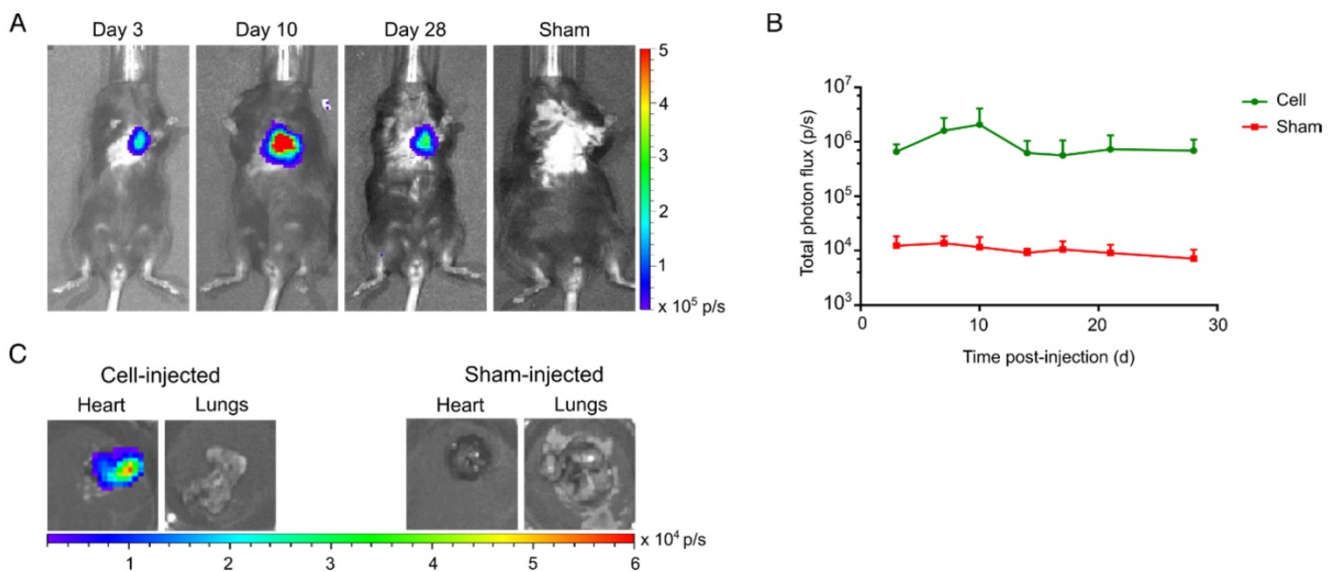 A
Day 3 Day 10 Day 28 Sham
5
4
3
2
1
x 10⁵ p/s
B
Total photon flux (p/s)
10⁷
10⁶
10⁵
10⁴
10³
0 10 20 30
Time post-injection (d)
Cell
Sham
C
Cell-injected Sham-injected
Heart Lungs Heart Lungs
x 10⁴ p/s
1 2 3 4 5 6